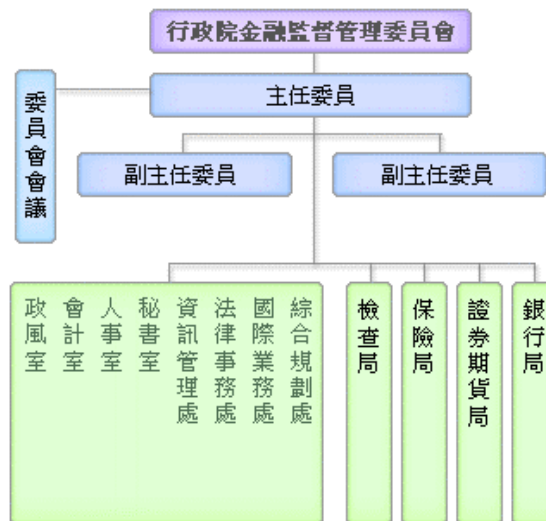 行政院金融監督管理委員會
主任委員
委員會會議
副主任委員
副主任委員
政風室
會計室
人事室
秘書室
資訊管理處
法律事務處
國際業務處
綜合規劃處
檢查局
保險局
證券期貨局
銀行局